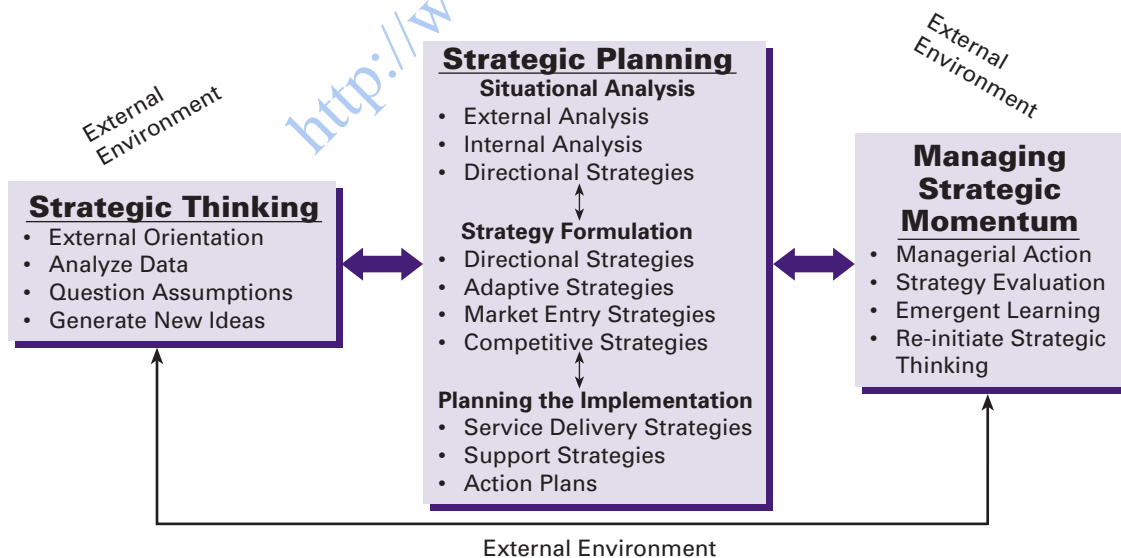 http://w
External
Environment
Strategic Thinking
• External Orientation
• Analyze Data
• Question Assumptions
• Generate New Ideas
Strategic Planning
Situational Analysis
• External Analysis
• Internal Analysis
• Directional Strategies
Strategy Formulation
• Directional Strategies
• Adaptive Strategies
• Market Entry Strategies
• Competitive Strategies
Planning the Implementation
• Service Delivery Strategies
• Support Strategies
• Action Plans
External
Environment
Managing
Strategic
Momentum
• Managerial Action
• Strategy Evaluation
• Emergent Learning
• Re-initiate Strategic
Thinking
External Environment